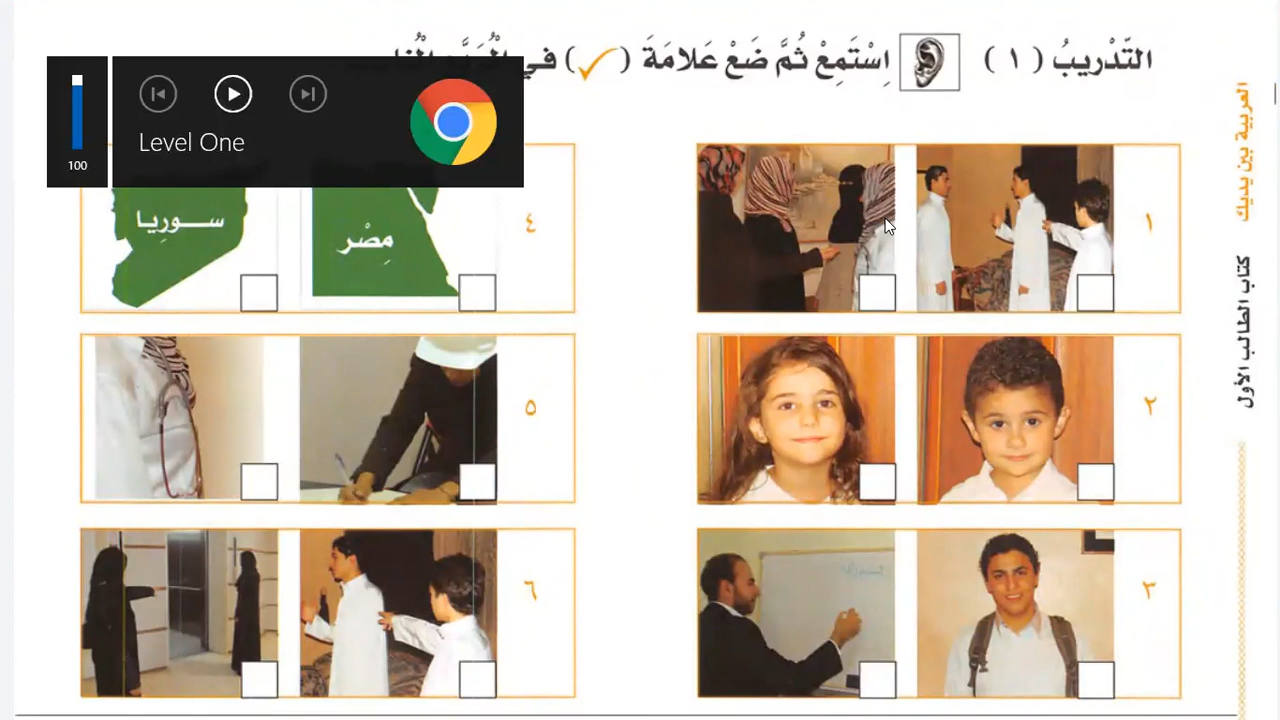 التّدْرِيبُ ( ١ ) اِسْتَمِعْ ثُمَّ ضَعْ عَلَامَةَ ( ✓ ) في
العربية بين يديك
كتاب الطالب الأول
Level One
100
١
٢
٣
٤
سـوريا
مِصْر
٥
٦